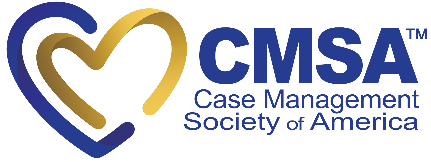 CMSA™
Case Management
Society of America